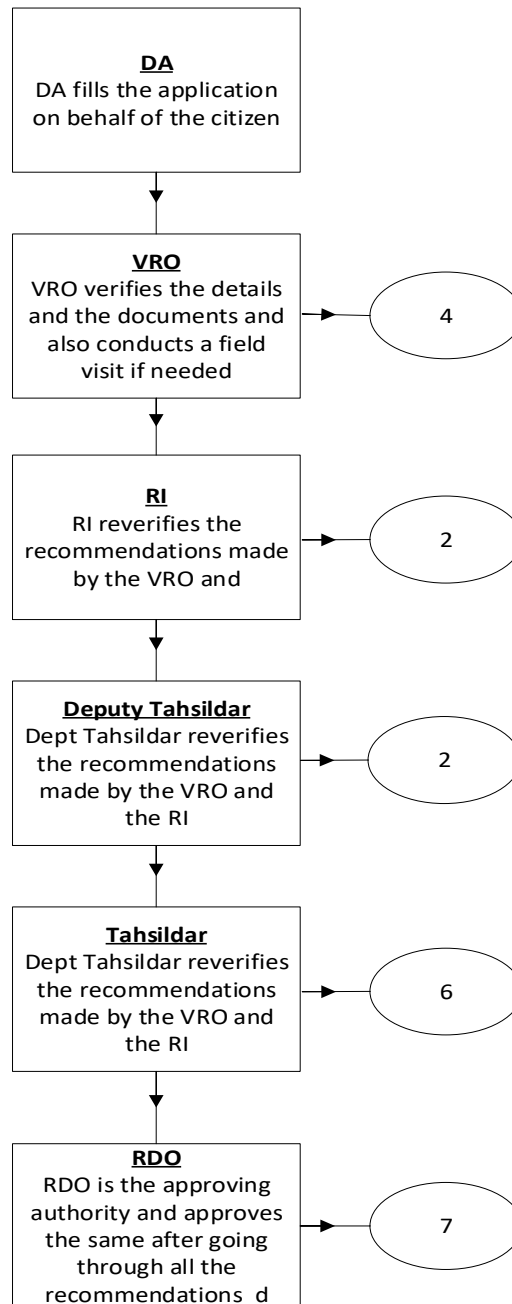 DA
DA fills the application
on behalf of the citizen
VRO
VRO verifies the details
and the documents and
also conducts a field
visit if needed
4
RI
RI reverifies the
recommendations made
by the VRO and
2
Deputy Tahsildar
Dept Tahsildar reverifies
the recommendations
made by the VRO and
the RI
2
Tahsildar
Dept Tahsildar reverifies
the recommendations
made by the VRO and
the RI
6
RDO
RDO is the approving
authority and approves
the same after going
through all the
recommendations d
7